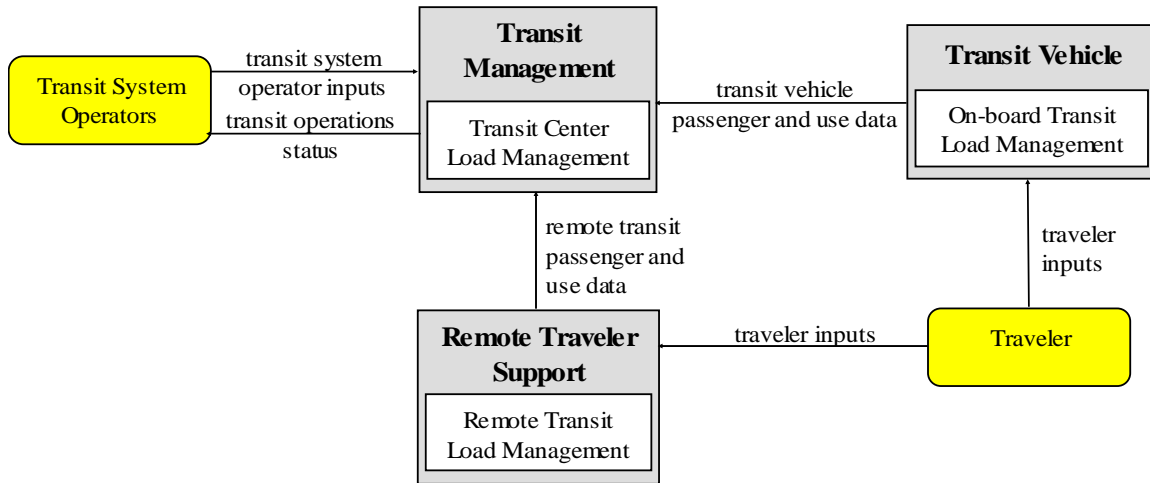 Transit System
Operators
transit system
operator inputs
transit operations
status
Transit
Management
Transit Center
Load Management
transit vehicle
passenger and use data
Transit Vehicle
On-board Transit
Load Management
remote transit
passenger and
use data
traveler
inputs
Remote Traveler
Support
Remote Transit
Load Management
traveler inputs
Traveler